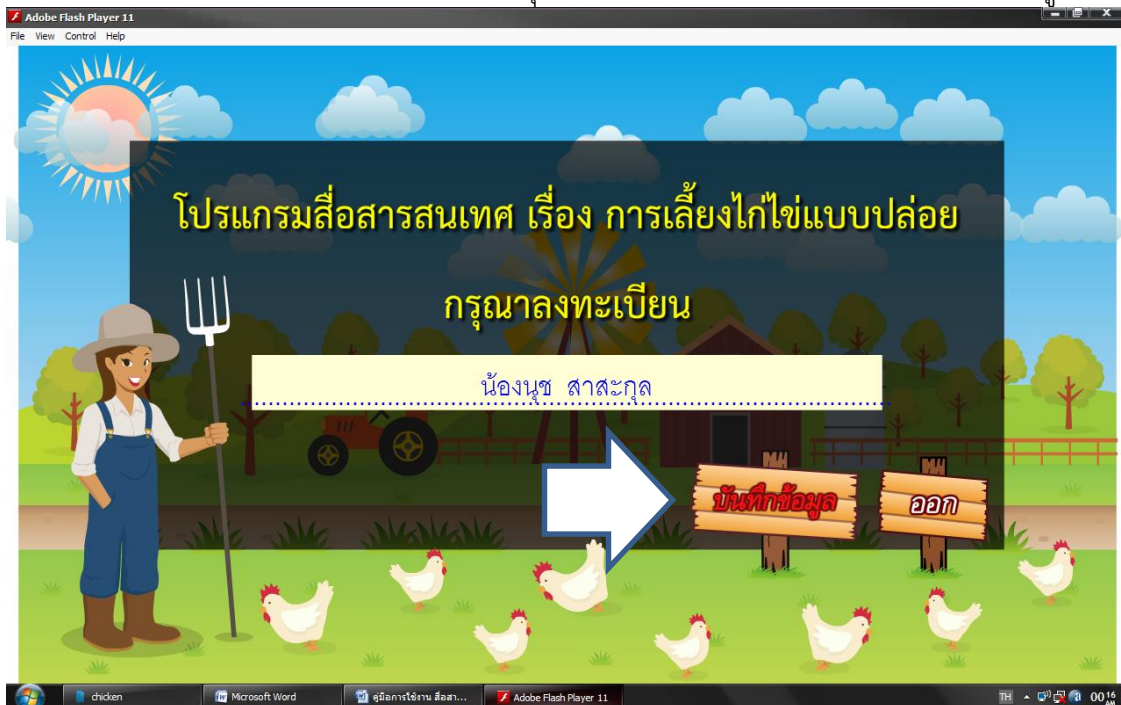 Adobe Flash Player 11
File View Control Help
โปรแกรมสื่อสารสนเทศ เรื่อง การเลี้ยงไก่ไข่แบบปล่อย
กรุณาลงทะเบียน
น้องนุช สาสะกุล
บันทึกข้อมูล ออก
chicken Microsoft Word คู่มือการใช้งาน สื่อสา... Adobe Flash Player 11 TH 00 16 AM